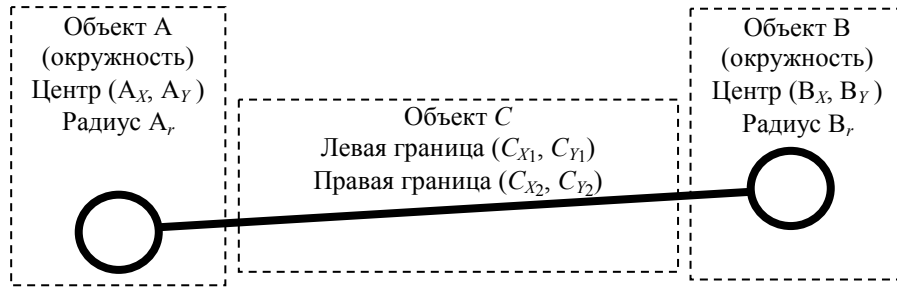 Объект A
(окружность)
Центр (A_X, A_Y )
Радиус A_r
Объект C
Левая граница (C_X1, C_Y1)
Правая граница (C_X2, C_Y2)
Объект B
(окружность)
Центр (B_X, B_Y )
Радиус B_r